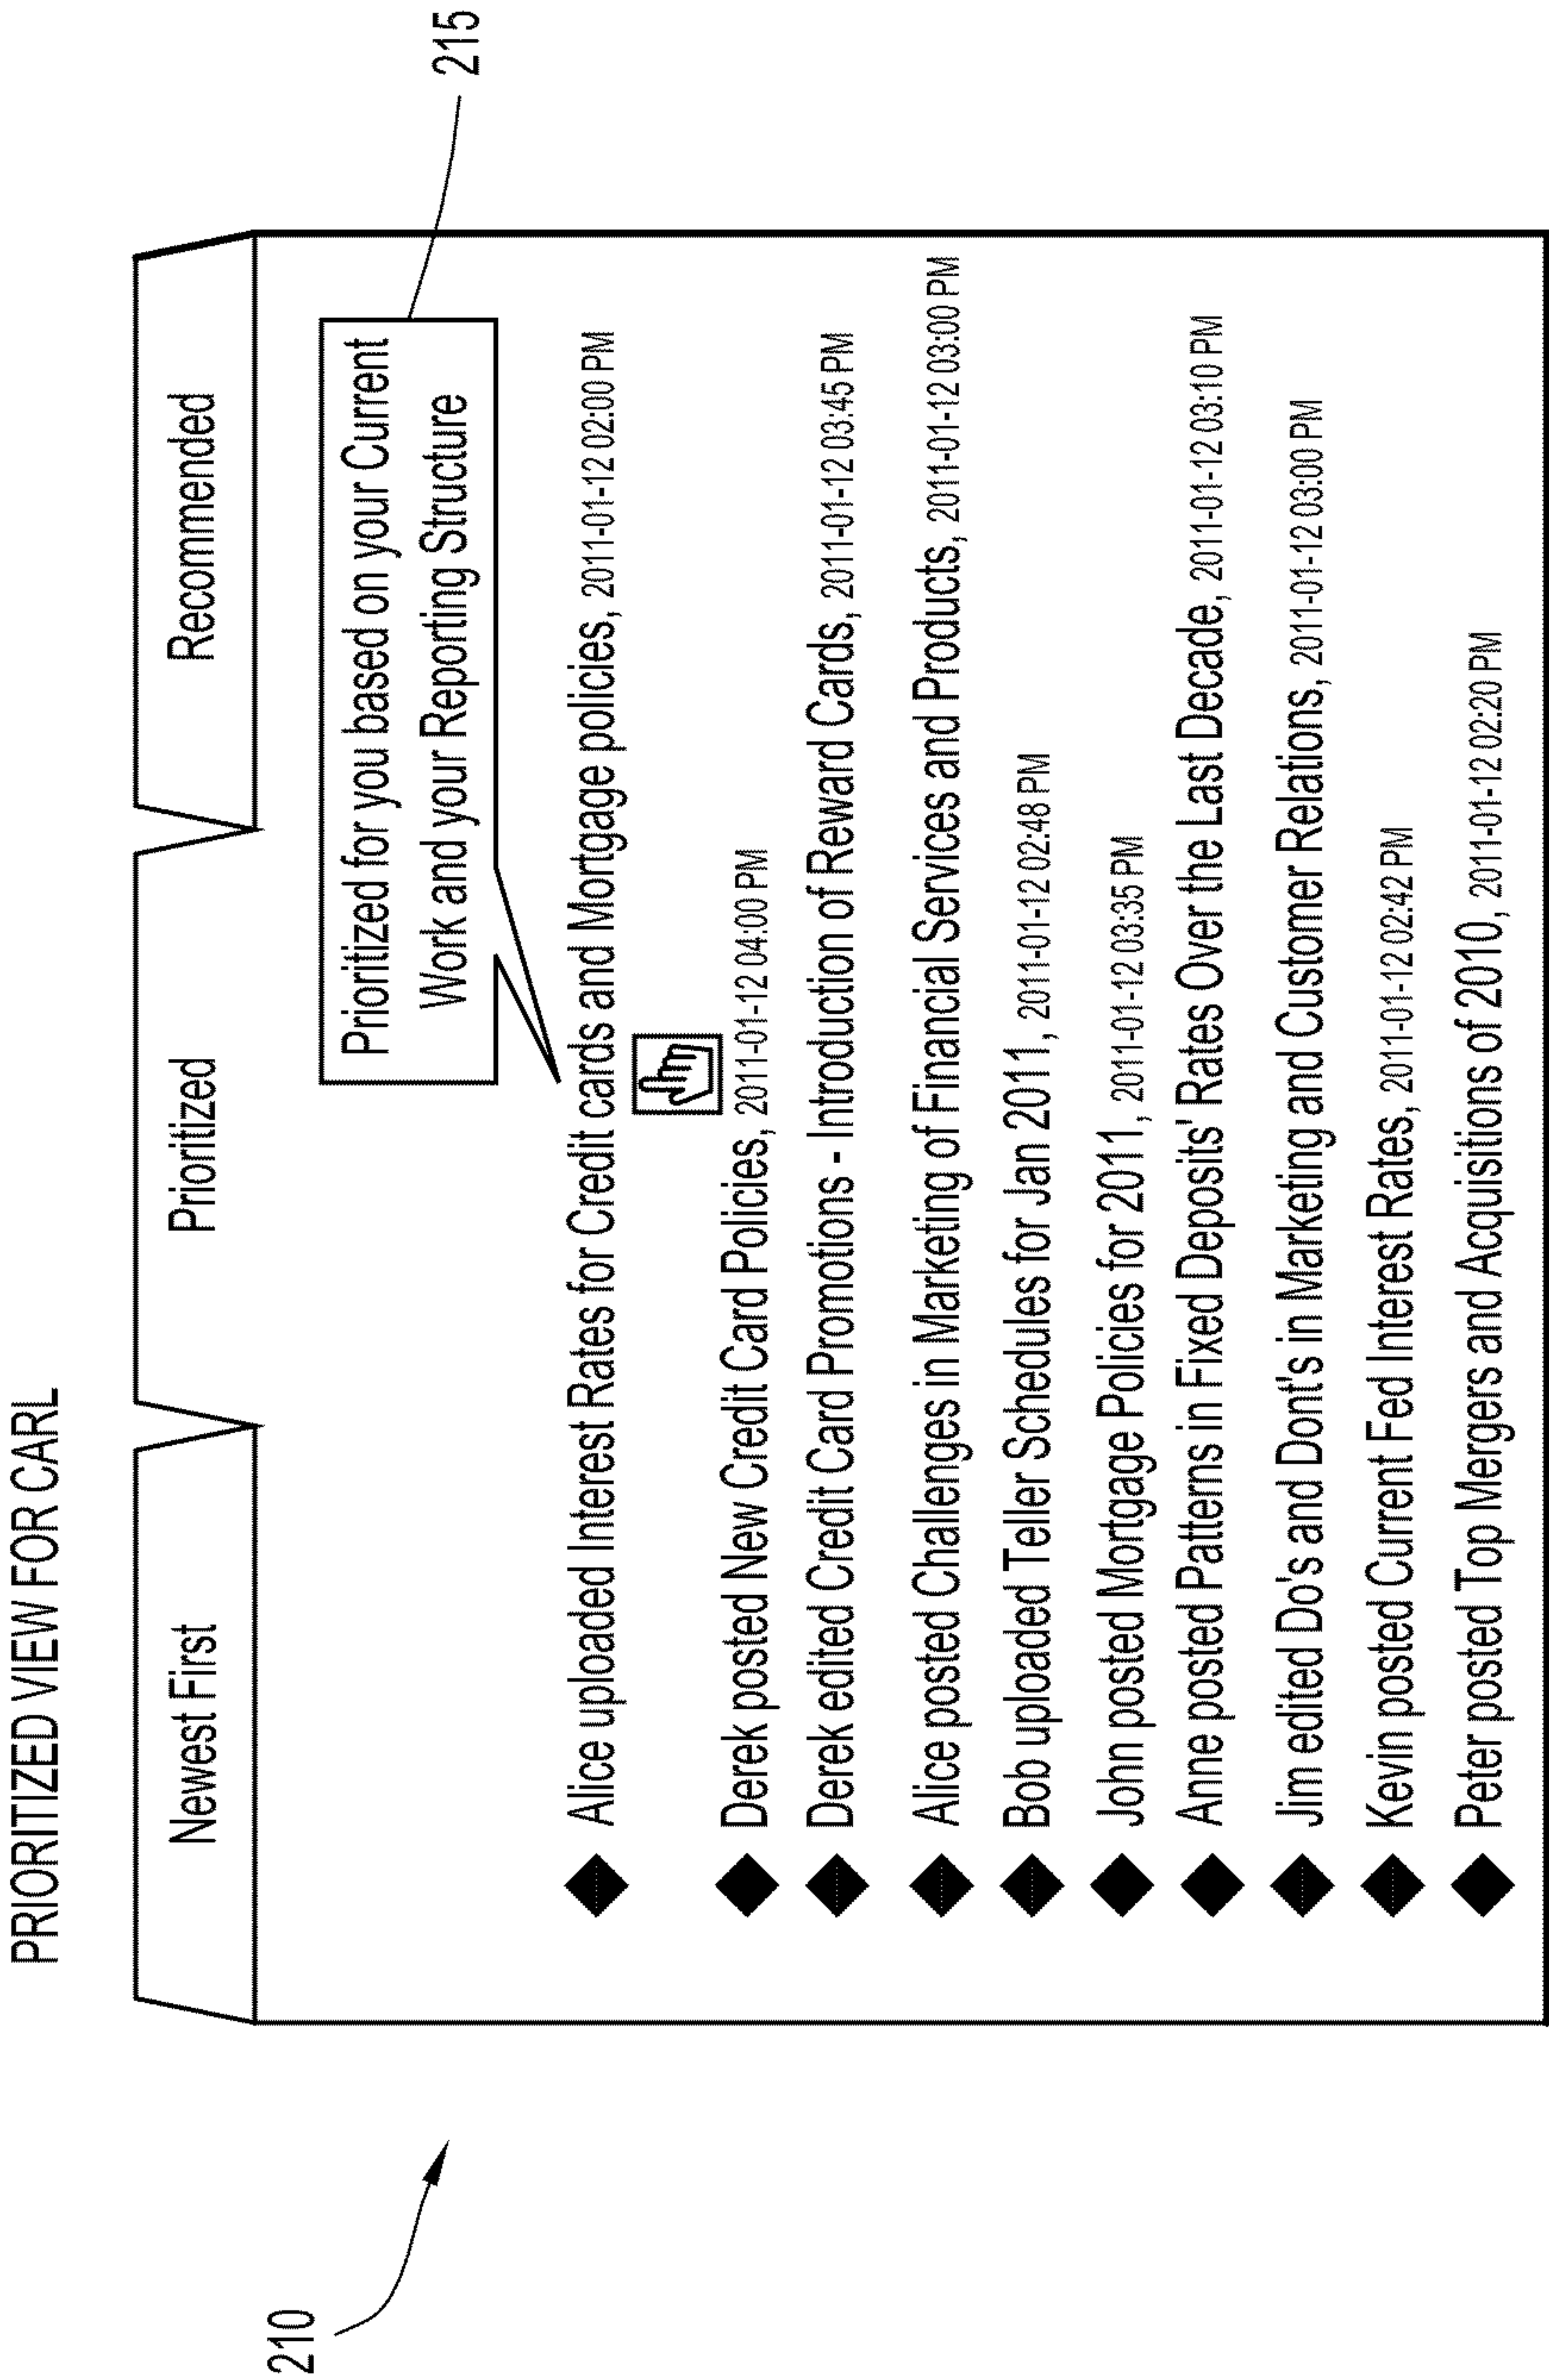 PRIORITIZED VIEW FOR CARL
Newest First
Prioritized
Recommended
Prioritized for you based on your Current
Work and your Reporting Structure
215
Alice uploaded Interest Rates for Credit cards and Mortgage policies, 2011-01-12 02:00 PM
Derek posted New Credit Card Policies, 2011-01-12 04:00 PM
Derek edited Credit Card Promotions - Introduction of Reward Cards, 2011-01-12 03:45 PM
Alice posted Challenges in Marketing of Financial Services and Products, 2011-01-12 03:00 PM
Bob uploaded Teller Schedules for Jan 2011, 2011-01-12 02:48 PM
John posted Mortgage Policies for 2011, 2011-01-12 03:35 PM
Anne posted Patterns in Fixed Deposits' Rates Over the Last Decade, 2011-01-12 03:10 PM
Jim edited Do's and Dont's in Marketing and Customer Relations, 2011-01-12 03:00 PM
Kevin posted Current Fed Interest Rates, 2011-01-12 02:42 PM
Peter posted Top Mergers and Acquisitions of 2010, 2011-01-12 02:20 PM
210